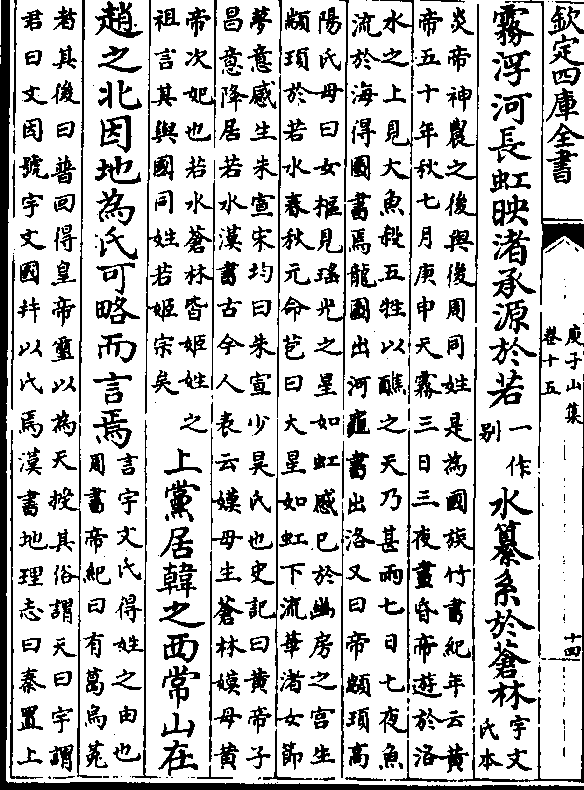 欽定四庫全書
庾子山集
卷十五
十四
霧浮河長虹映渚承源於若一作别水纂系於蒼林宇文氏本
炎帝神農之後與後周同姓是為國族竹書紀年云黄
帝五十年秋七月庚申天霧三日三夜晝昏帝遊於洛
水之上見大魚殺五牲以醮之天乃甚雨七日七夜魚
流於海得圖書焉龍圖出河龜書出洛又曰帝顓頊高
陽氏母曰女樞見瑶光之星如虹感已於幽房之宫生
顓頊於若水春秋元命苞曰大星如虹下流華渚女節
夢意感生朱宣宋均曰朱宣少昊氏也史記曰黄帝子
昌意降居若水漢書古今人表云嫫母生蒼林嫫母黄
帝次妃也若水蒼林皆姬姓之
祖言其與國同姓若姬宗矣
上黨居韓之西常山在
趙之北因地為氏可略而言焉
言宇文氏得姓之由也
周書帝紀曰有葛烏菟
者其後曰普回得皇帝璽以為天授其俗謂天曰宇謂
君曰文因號宇文國并以氏焉漢書地理志曰秦置上